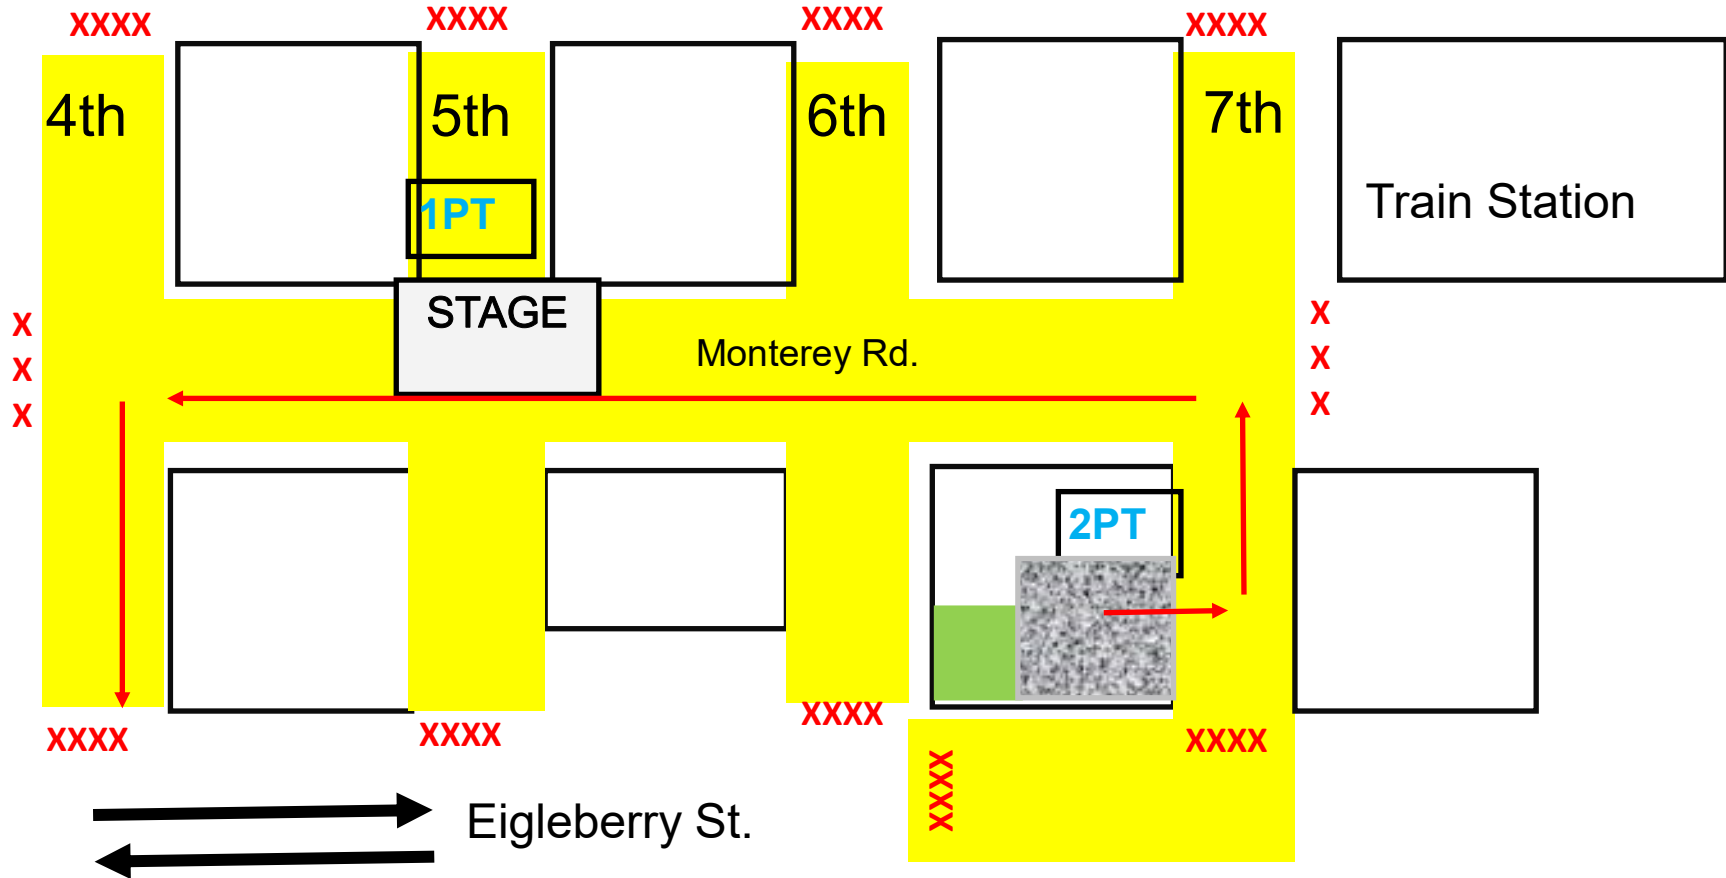 XXXX XXXX XXXX XXXX
4th 5th 6th 7th
1PT
Train Station
STAGE
X X
Monterey Rd.
X X
X X
2PT
XXXX XXXX XXXX XXXX
XXXX
Eigleberry St.